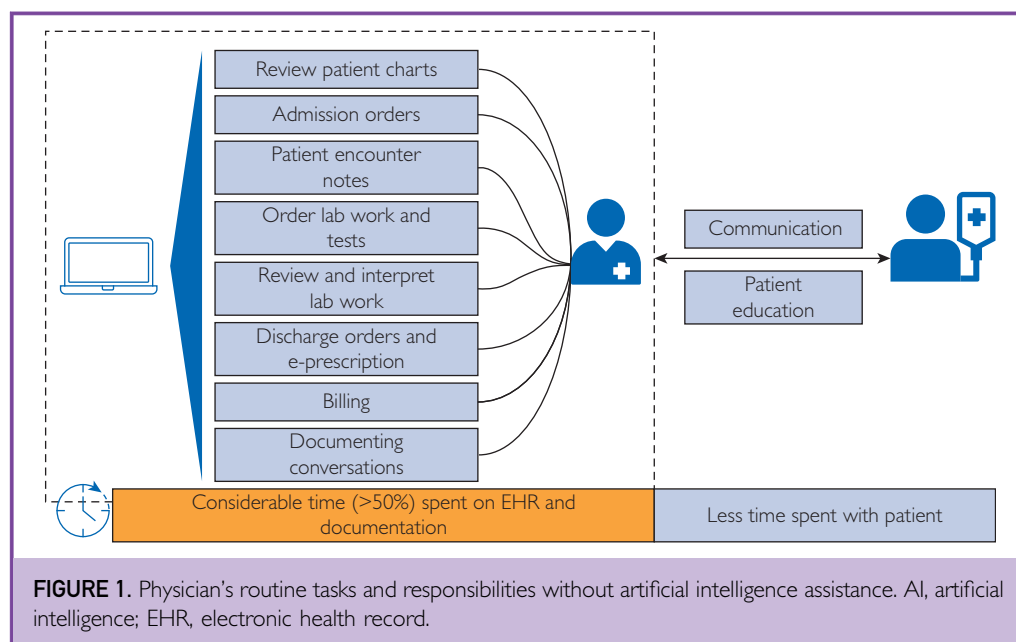 Review patient charts
Admission orders
Patient encounter
notes
Order lab work and
tests
Review and interpret
lab work
Discharge orders and
e-prescription
Billing
Documenting
conversations
Communication
Patient
education
Considerable time (>50%) spent on EHR and
documentation
Less time spent with patient
FIGURE 1. Physician's routine tasks and responsibilities without artificial intelligence assistance. AI, artificial
intelligence; EHR, electronic health record.